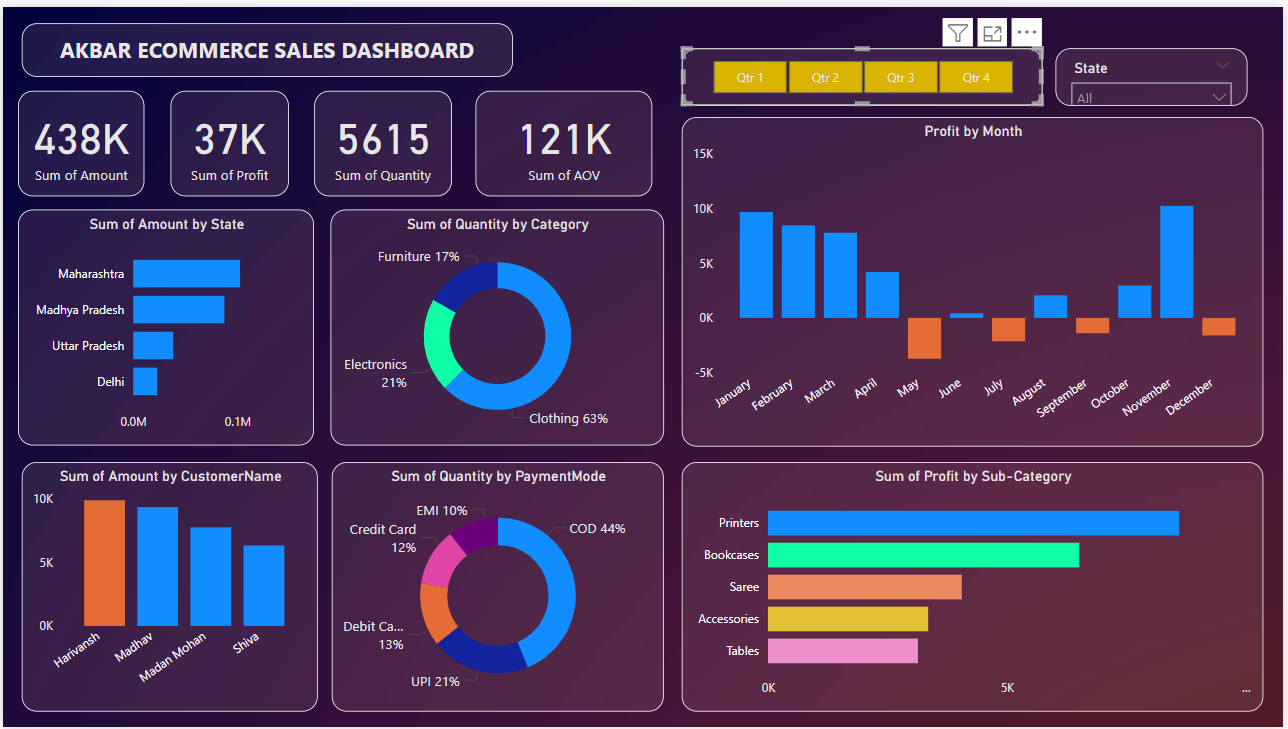 AKBAR ECOMMERCE SALES DASHBOARD
Qtr 1
Qtr 2
Qtr 3
Qtr 4
State
All
438K
Sum of Amount
37K
Sum of Profit
5615
Sum of Quantity
121K
Sum of AOV
Sum of Amount by State
Maharashtra
Madhya Pradesh
Uttar Pradesh
Delhi
0.0M
0.1M
Sum of Quantity by Category
Furniture 17%
Electronics
21%
Clothing 63%
Profit by Month
15K
10K
5K
0K
-5K
January
February
March
April
May
June
July
August
September
October
November
December
Sum of Amount by CustomerName
10K
5K
0K
Harivansh
Madhav
Madan Mohan
Shiva
Sum of Quantity by PaymentMode
EMI 10%
COD 44%
Credit Card
12%
Debit Ca...
13%
UPI 21%
Sum of Profit by Sub-Category
Printers
Bookcases
Saree
Accessories
Tables
0K
5K
...